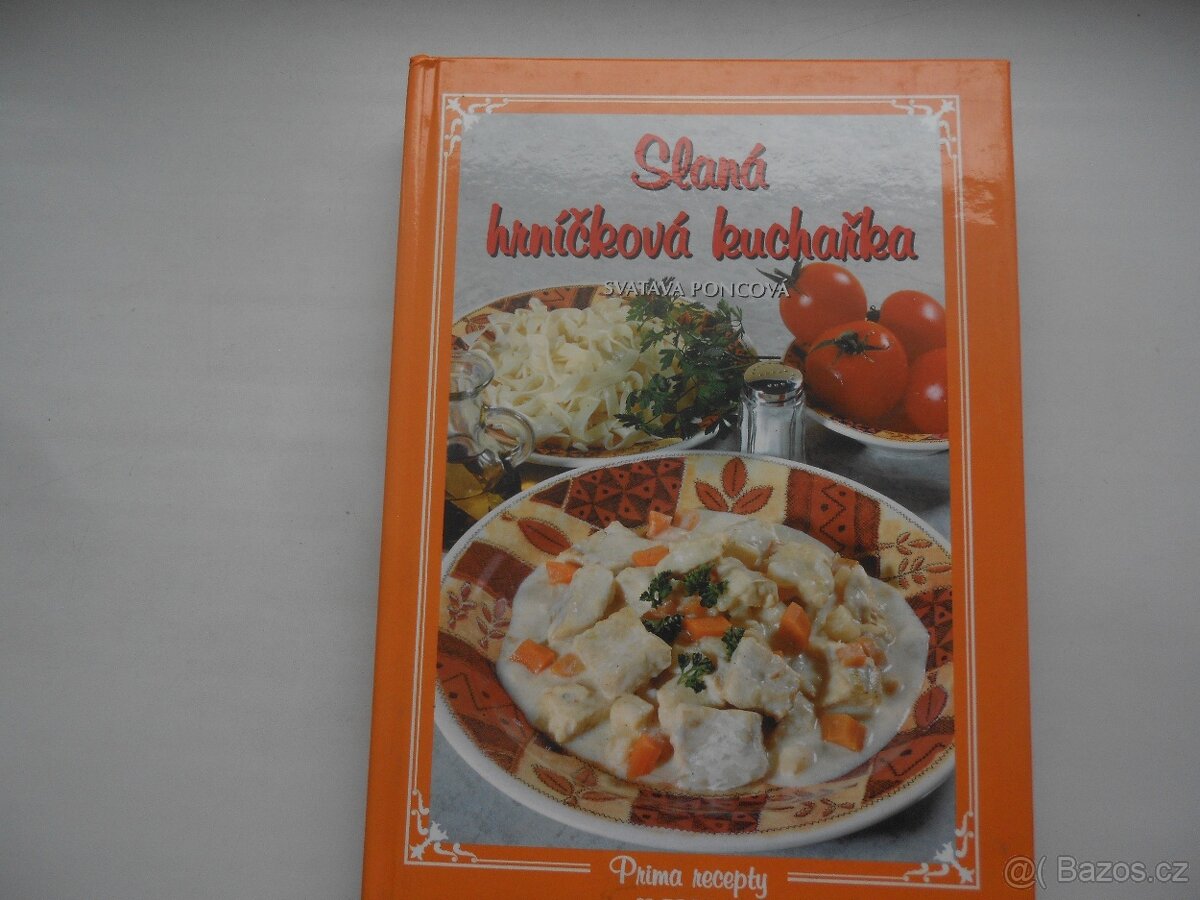 Slaná
hrníčková kuchařka
SVATAVA PONCOVÁ
Prima recepty
@( Bazos.cz